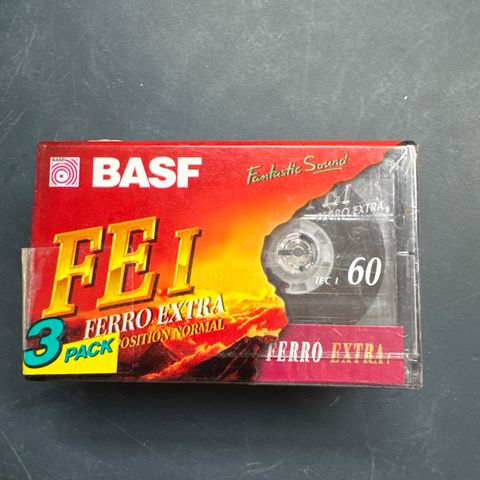 BASF
BASF
Fantastic Sound
FERRO EXTRA
FE I
IEC I
60
FERRO EXTRA
POSITION NORMAL
3 PACK
FERRO EXTRA I